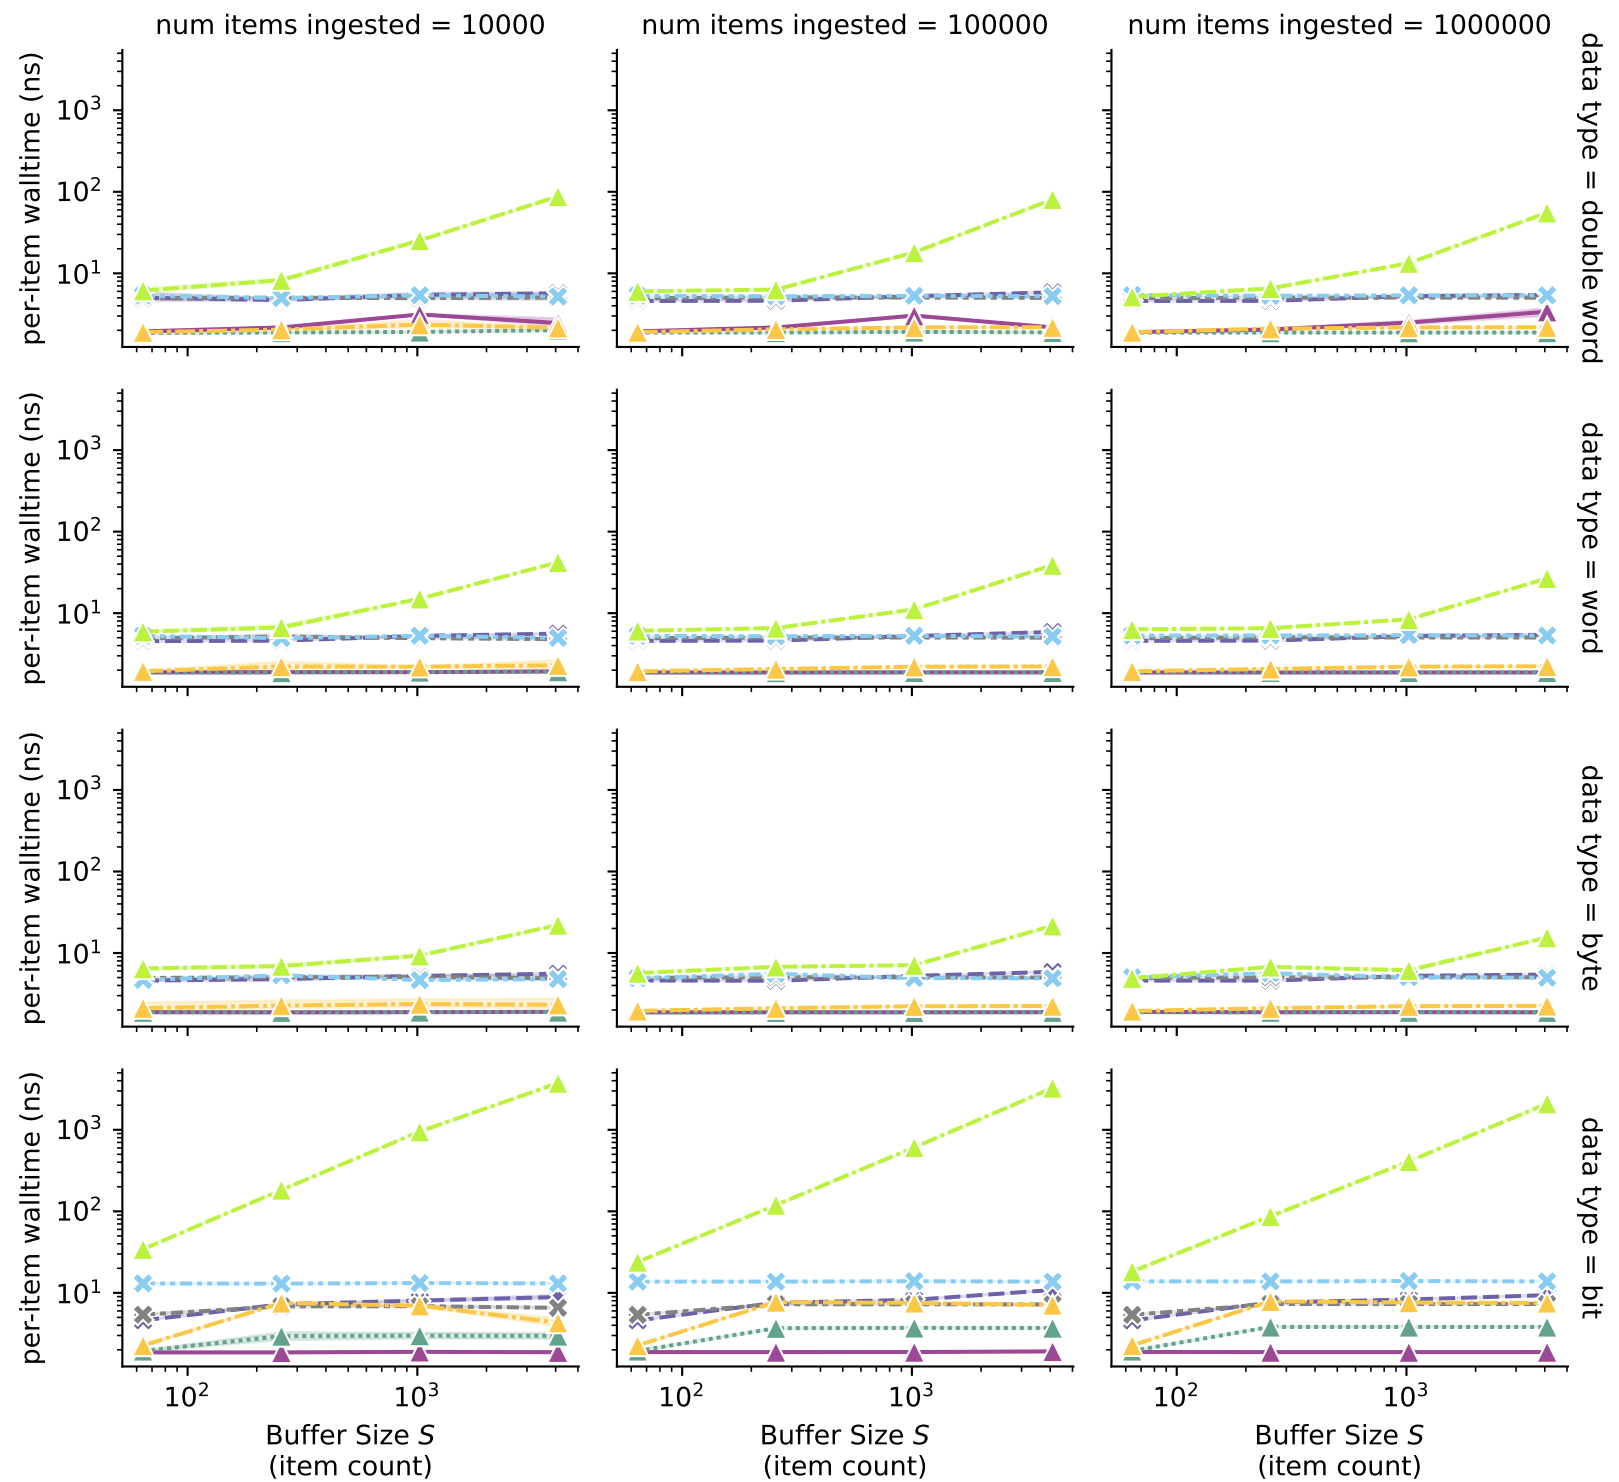 num items ingested = 10000
num items ingested = 100000
num items ingested = 1000000
per-item walltime (ns)
10³
10²
10¹
data type = double word
per-item walltime (ns)
10³
10²
10¹
data type = word
per-item walltime (ns)
10³
10²
10¹
data type = byte
per-item walltime (ns)
10³
10²
10¹
data type = bit
10² 10³
10² 10³
10² 10³
Buffer Size S
(item count)
Buffer Size S
(item count)
Buffer Size S
(item count)